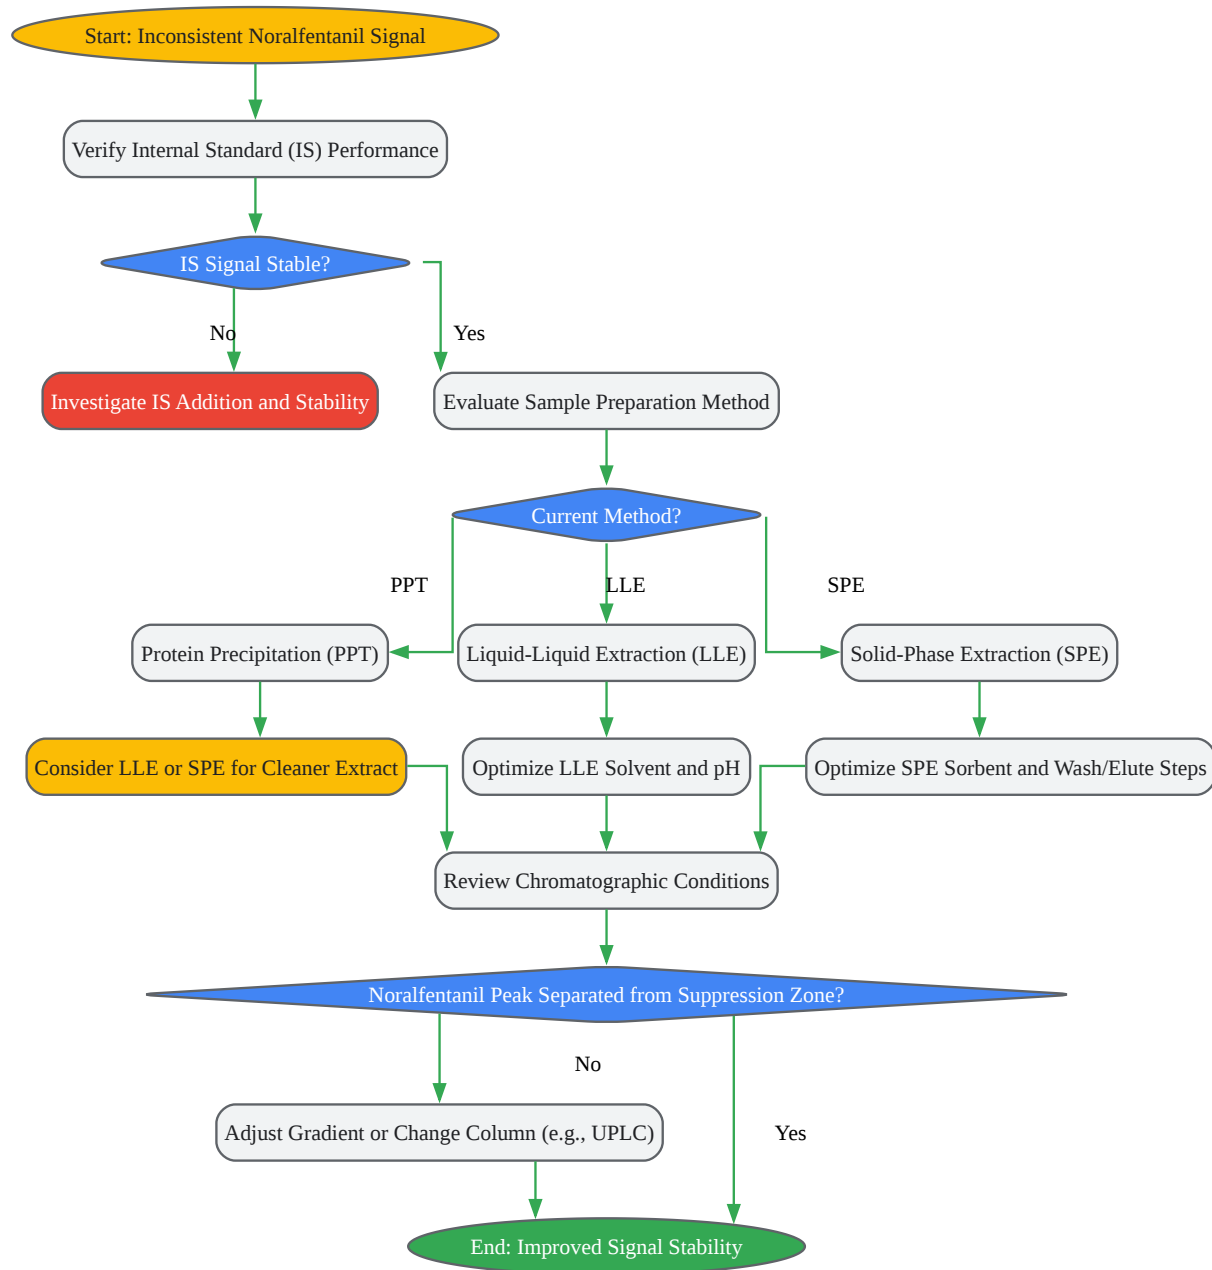 Start: Inconsistent Noralfentanil Signal
Verify Internal Standard (IS) Performance
IS Signal Stable?
No
Yes
Investigate IS Addition and Stability
Evaluate Sample Preparation Method
Current Method?
PPT
LLE
SPE
Protein Precipitation (PPT)
Liquid-Liquid Extraction (LLE)
Solid-Phase Extraction (SPE)
Consider LLE or SPE for Cleaner Extract
Optimize LLE Solvent and pH
Optimize SPE Sorbent and Wash/Elute Steps
Review Chromatographic Conditions
Noralfentanil Peak Separated from Suppression Zone?
No
Adjust Gradient or Change Column (e.g., UPLC)
Yes
End: Improved Signal Stability